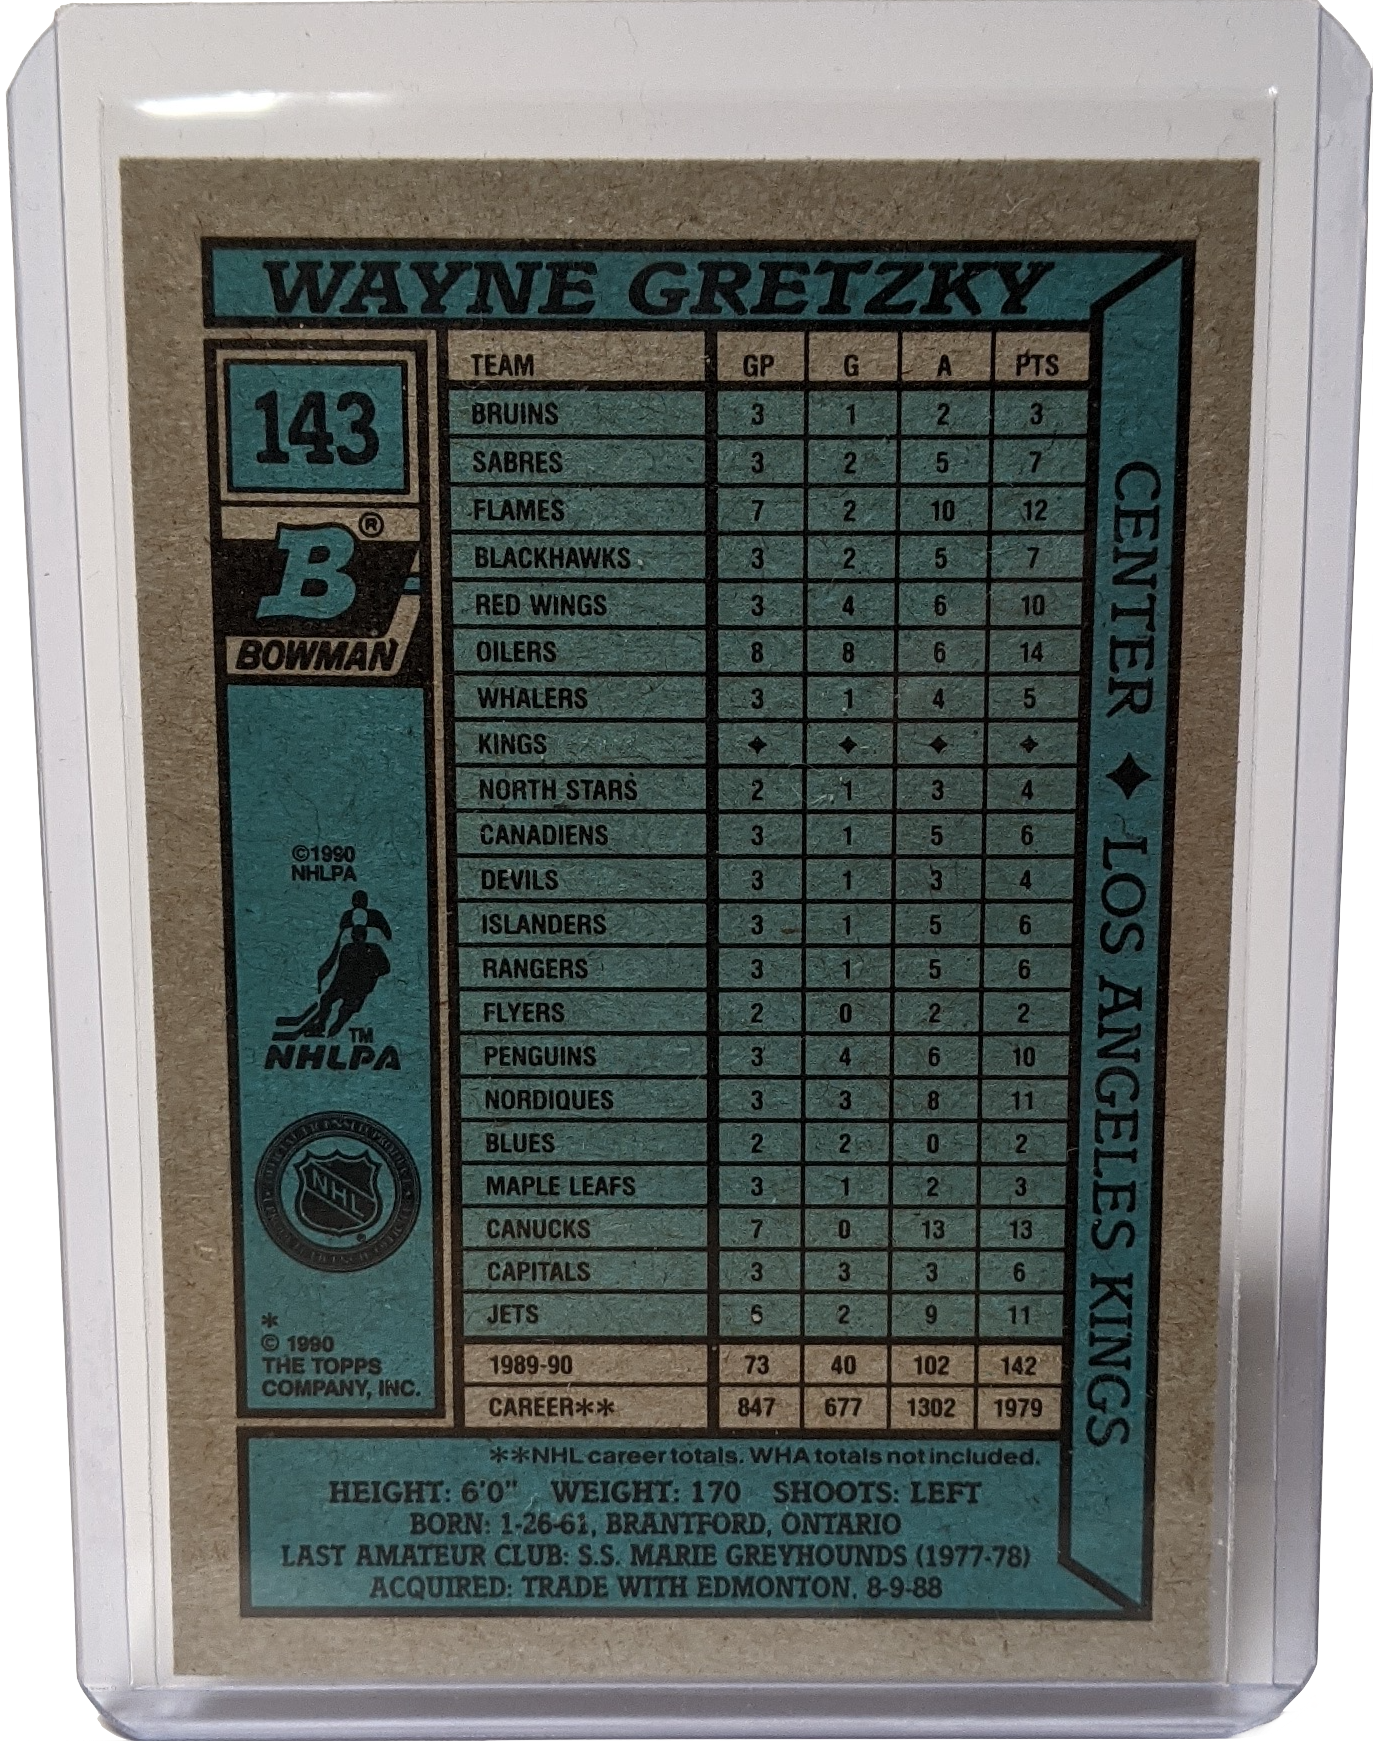 WAYNE GRETZKY
143
®
B
BOWMAN
©1990
NHLPA
TM
NHLPA
NHL
*
© 1990
THE TOPPS
COMPANY, INC.
TEAM GP G A PTS
BRUINS 3 1 2 3
SABRES 3 2 5 7
FLAMES 7 2 10 12
BLACKHAWKS 3 2 5 7
RED WINGS 3 4 6 10
OILERS 8 8 6 14
WHALERS 3 1 4 5
KINGS ✦ ✦ ✦ ✦
NORTH STARS 2 1 3 4
CANADIENS 3 1 5 6
DEVILS 3 1 3 4
ISLANDERS 3 1 5 6
RANGERS 3 1 5 6
FLYERS 2 0 2 2
PENGUINS 3 4 6 10
NORDIQUES 3 3 8 11
BLUES 2 2 0 2
MAPLE LEAFS 3 1 2 3
CANUCKS 7 0 13 13
CAPITALS 3 3 3 6
JETS 6 2 9 11
1989-90 73 40 102 142
CAREER** 847 677 1302 1979
CENTER ✦ LOS ANGELES KINGS
**NHL career totals. WHA totals not included.
HEIGHT: 6'0" WEIGHT: 170 SHOOTS: LEFT
BORN: 1-26-61, BRANTFORD, ONTARIO
LAST AMATEUR CLUB: S.S. MARIE GREYHOUNDS (1977-78)
ACQUIRED: TRADE WITH EDMONTON, 8-9-88